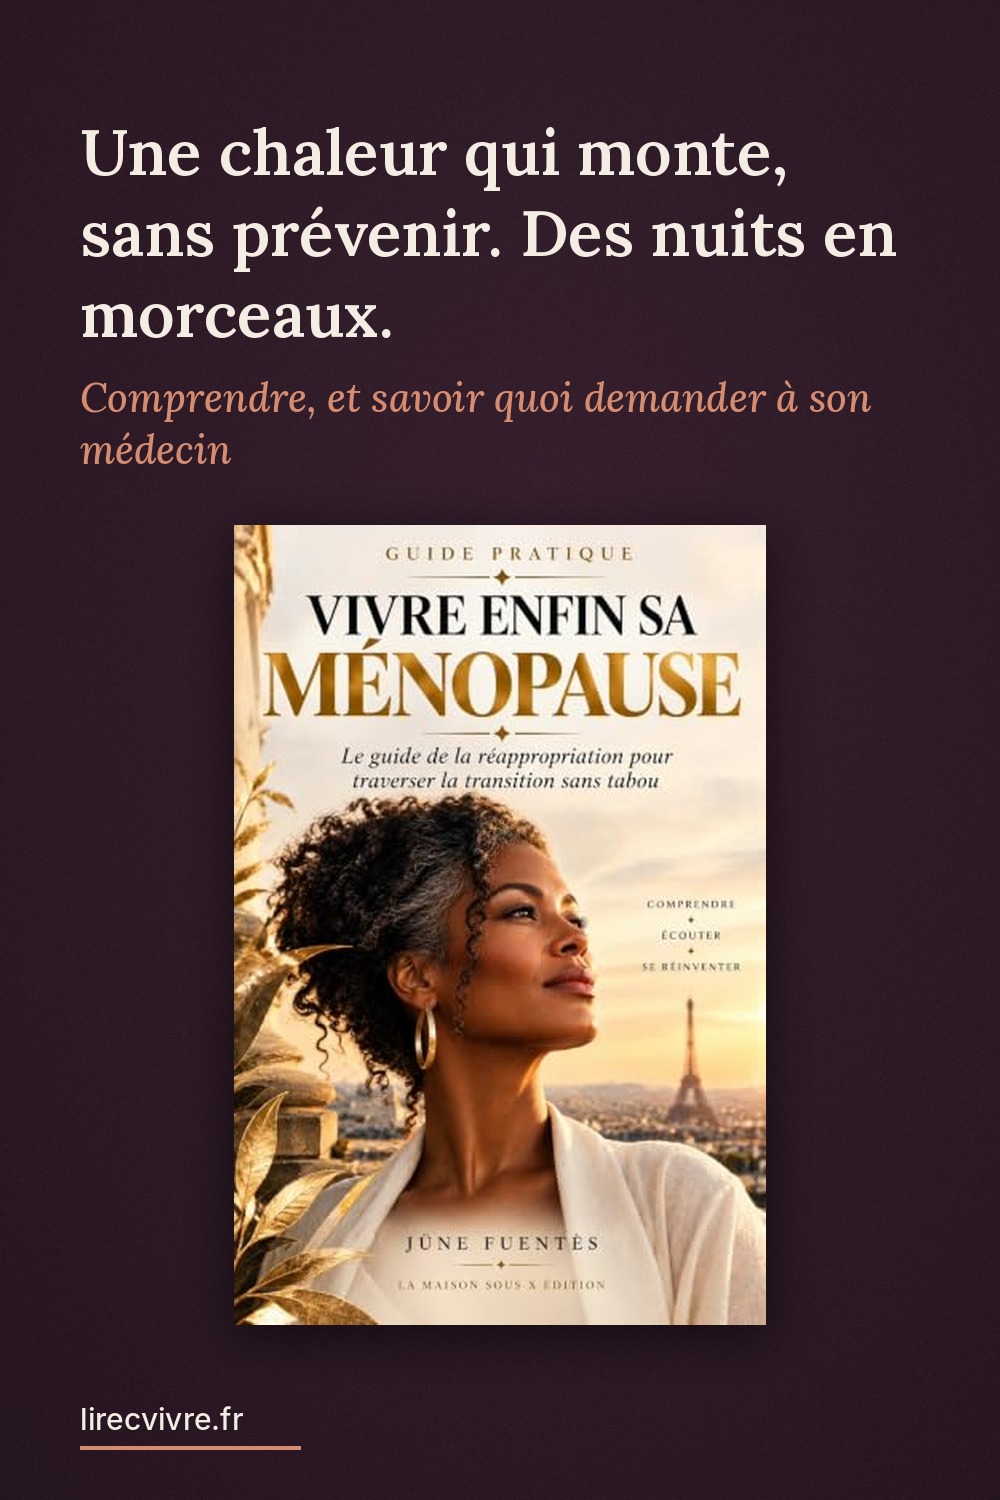 Une chaleur qui monte,
sans prévenir. Des nuits en
morceaux.
Comprendre, et savoir quoi demander à son
médecin
GUIDE PRATIQUE
VIVRE ENFIN SA
MÉNOPAUSE
Le guide de la réappropriation pour
traverser la transition sans tabou
COMPRENDRE
ÉCOUTER
SE RÉINVENTER
JÜNE FUENTÈS
LA MAISON SOUS X ÉDITION
lirecvivre.fr